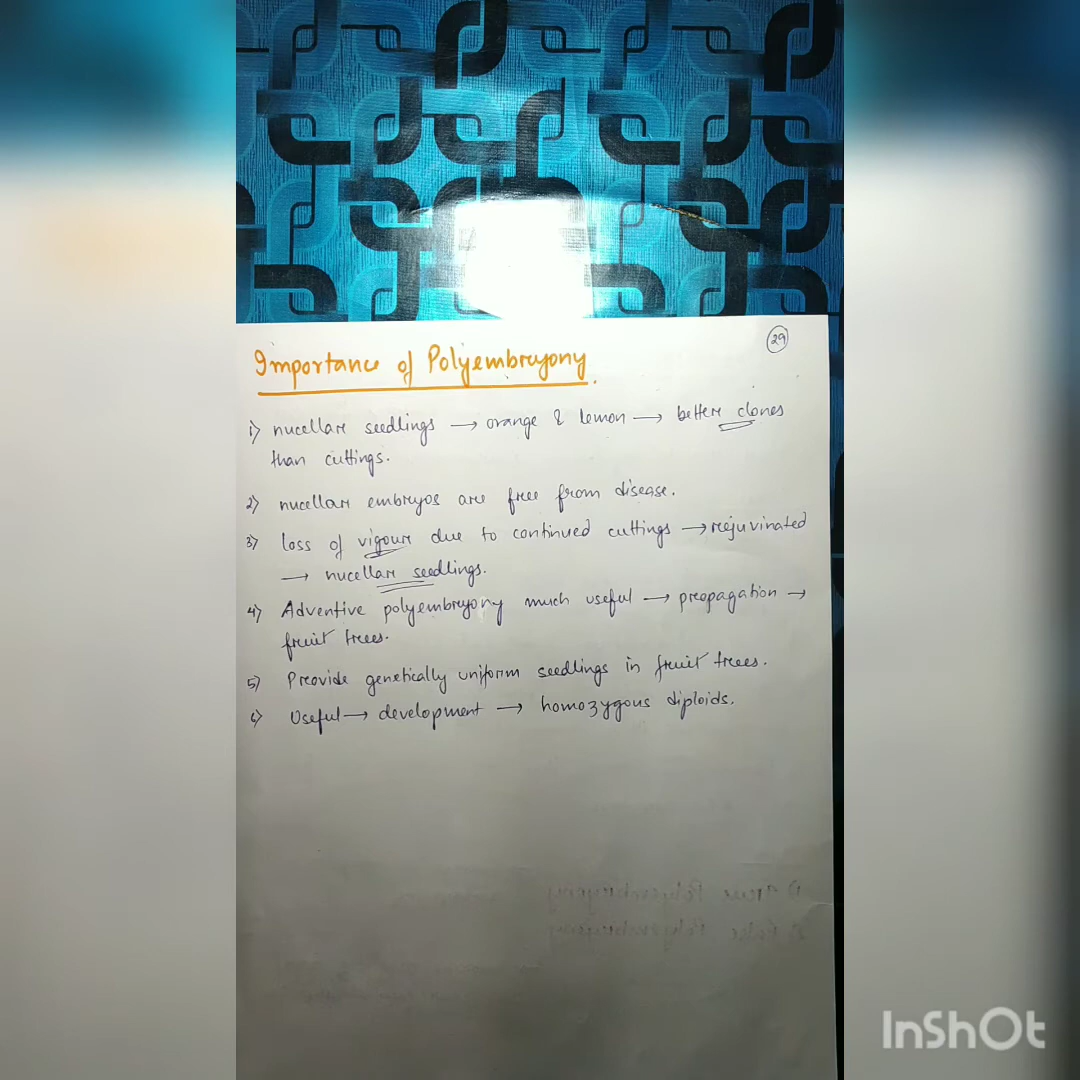 29
Importance of Polyembryony
1) nucellar seedlings → orange & lemon → better clones
than cuttings.
2) nucellar embryos are free from disease.
3) loss of vigour due to continued cuttings → rejuvinated
→ nucellar seedlings.
4) Adventive polyembryony much useful → propagation →
fruit trees.
5) Provide genetically uniform seedlings in fruit trees.
6) Useful → development → homozygous diploids.
InShOt